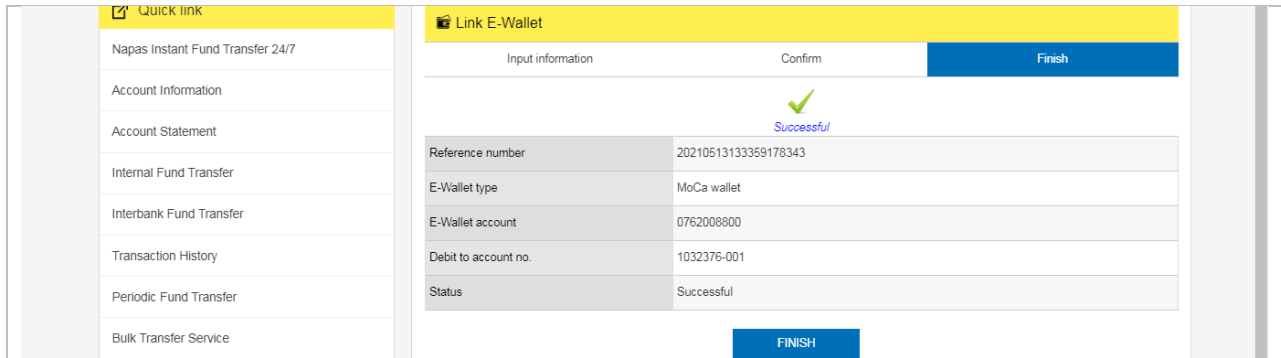 Quick link
Napas Instant Fund Transfer 24/7
Account Information
Account Statement
Internal Fund Transfer
Interbank Fund Transfer
Transaction History
Periodic Fund Transfer
Bulk Transfer Service
Link E-Wallet
Input information Confirm Finish
Successful
Reference number 20210513133359178343
E-Wallet type MoCa wallet
E-Wallet account 0762008800
Debit to account no. 1032376-001
Status Successful
FINISH